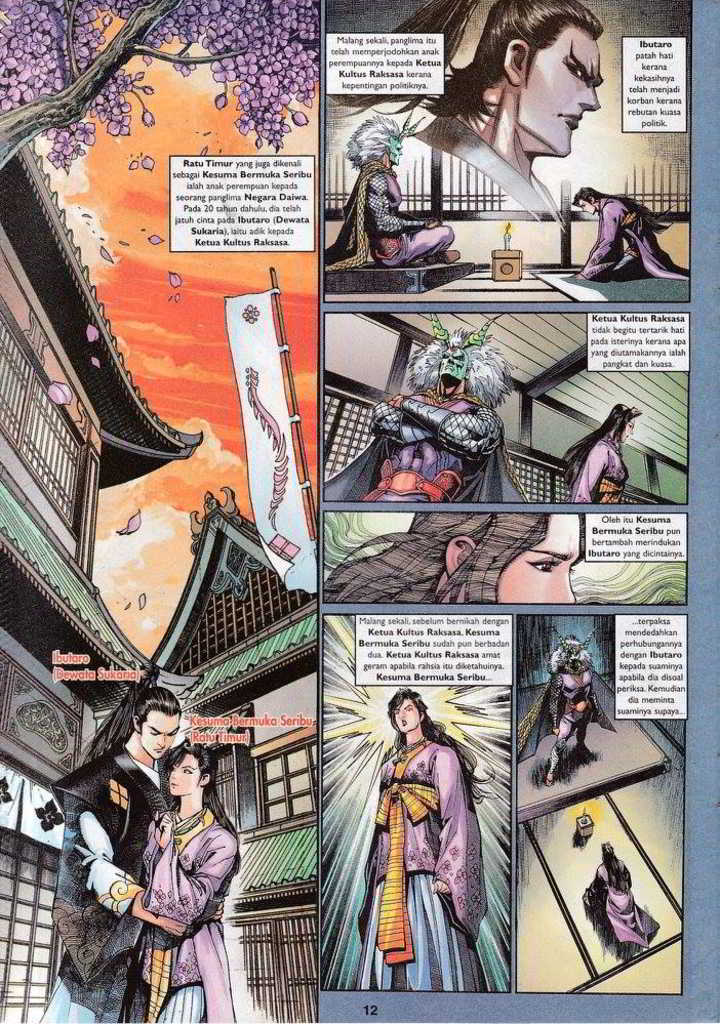 Ratu Timur yang juga dikenali
sebagai Kesuma Bermuka Seribu
ialah anak perempuan kepada
seorang panglima Negara Daiwa.
Pada 20 tahun dahulu, dia telah
jatuh cinta pada Ibutaro (Dewata
Sukaria), iaitu adik kepada
Ketua Kultus Raksasa.
Ibutaro
(Dewata Sukaria)
Kesuma Bermuka Seribu
(Ratu Timur)
Malang sekali, panglima itu
telah memperjodohkan anak
perempuannya kepada Ketua
Kultus Raksasa kerana
kepentingan politiknya.
Ibutaro
patah hati
kerana
kekasihnya
telah menjadi
korban kerana
rebutan kuasa
politik.
Ketua Kultus Raksasa
tidak begitu tertarik hati
pada isterinya kerana apa
yang diutamakannya ialah
pangkat dan kuasa.
Oleh itu Kesuma
Bermuka Seribu pun
bertambah merindukan
Ibutaro yang dicintainya.
Malang sekali, sebelum bernikah dengan
Ketua Kultus Raksasa, Kesuma
Bermuka Seribu sudah pun berbadan
dua. Ketua Kultus Raksasa amat
geram apabila rahsia itu diketahuinya.
Kesuma Bermuka Seribu...
...terpaksa
mendedahkan
perhubungannya
dengan Ibutaro
kepada suaminya
apabila dia disoal
periksa. Kemudian
dia meminta
suaminya supaya...
12